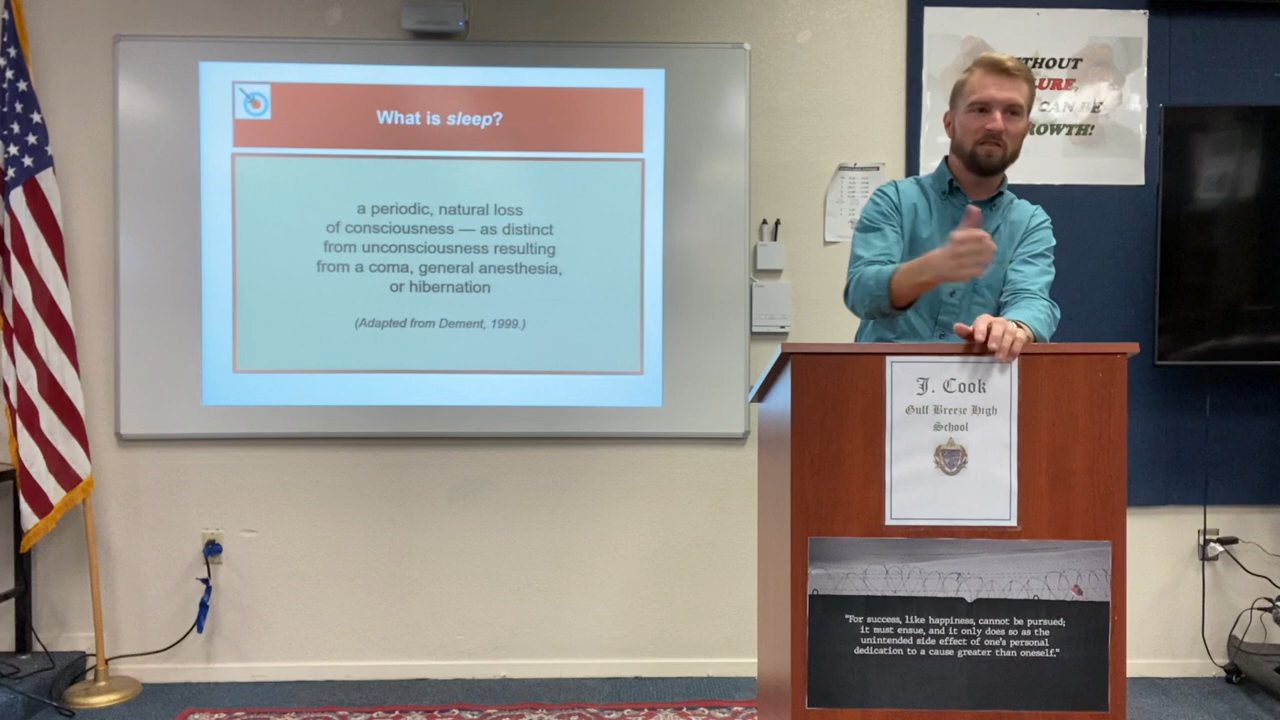 What is sleep?
a periodic, natural loss
of consciousness — as distinct
from unconsciousness resulting
from a coma, general anesthesia,
or hibernation
(Adapted from Dement, 1999.)
CAN BE
J. Cook
Gulf Breeze High
School
"For success, like happiness, cannot be pursued;
it must ensue, and it only does so as the
unintended side effect of one's personal
dedication to a cause greater than oneself."